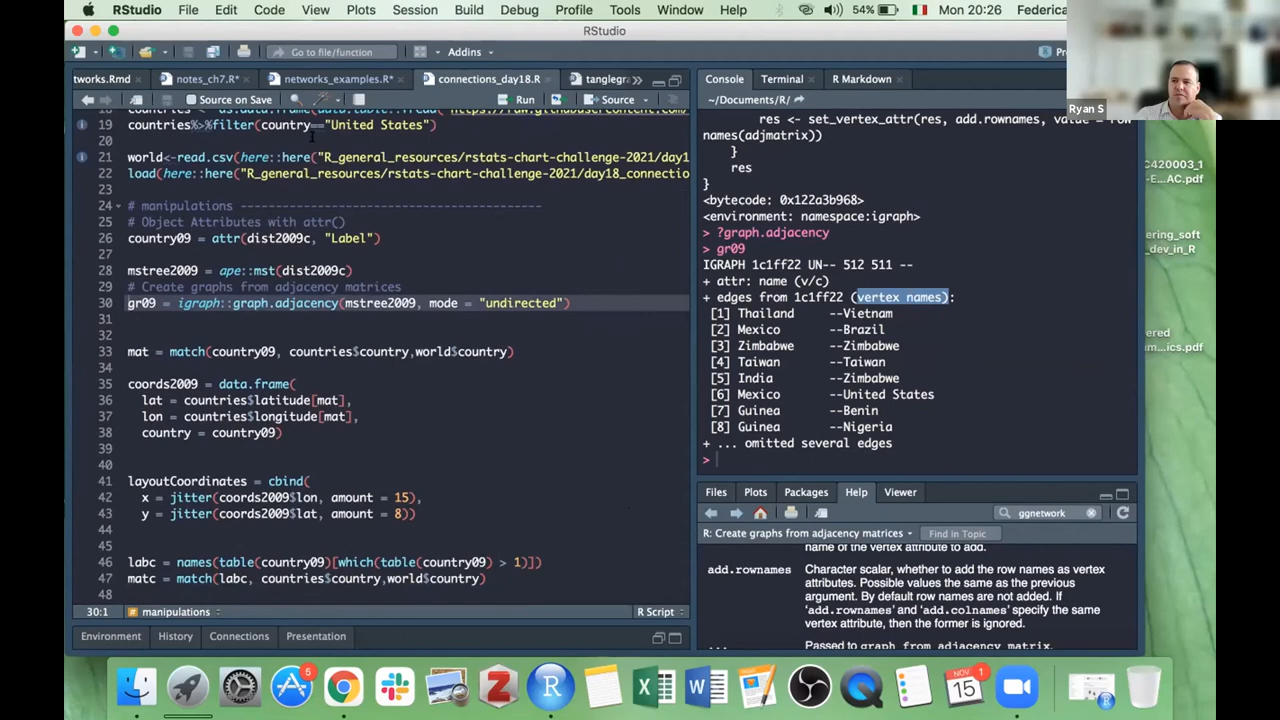 RStudio File Edit Code View Plots Session Build Debug Profile Tools Window Help 54% Mon 20:26 Federica
RStudio
Go to file/function Addins
tworks.Rmd notes_ch7.R* networks_examples.R* connections_day18.R tanglegr
Source on Save Run Source
19 countries%>%filter(country=="United States")
20
21 world<-read.csv(here::here("R_general_resources/rstats-chart-challenge-2021/day1
22 load(here::here("R_general_resources/rstats-chart-challenge-2021/day18_connectio
23
24 # manipulations ----------------------------------------
25 # Object Attributes with attr()
26 country09 = attr(dist2009c, "Label")
27
28 mstree2009 = ape::mst(dist2009c)
29 # Create graphs from adjacency matrices
30 gr09 = igraph::graph.adjacency(mstree2009, mode = "undirected")
31
32
33 mat = match(country09, countries$country,world$country)
34
35 coords2009 = data.frame(
36 lat = countries$latitude[mat],
37 lon = countries$longitude[mat],
38 country = country09)
39
40
41 layoutCoordinates = cbind(
42 x = jitter(coords2009$lon, amount = 15),
43 y = jitter(coords2009$lat, amount = 8))
44
45
46 labc = names(table(country09)[which(table(country09) > 1)])
47 matc = match(labc, countries$country,world$country)
48
30:1 manipulations R Script
Environment History Connections Presentation
Console Terminal R Markdown
~/Documents/R/
res <- set_vertex_attr(res, add.rownames, value = row
names(adjmatrix))
}
res
}
<bytecode: 0x122a3b968>
<environment: namespace:igraph>
> ?graph.adjacency
> gr09
IGRAPH 1c1ff22 UN-- 512 511 --
+ attr: name (v/c)
+ edges from 1c1ff22 (vertex names):
[1] Thailand --Vietnam
[2] Mexico --Brazil
[3] Zimbabwe --Zimbabwe
[4] Taiwan --Taiwan
[5] India --Zimbabwe
[6] Mexico --United States
[7] Guinea --Benin
[8] Guinea --Nigeria
+ ... omitted several edges
>
Files Plots Packages Help Viewer
ggnetwork
R: Create graphs from adjacency matrices Find in Topic
name of the vertex attribute to add.
add.rownames Character scalar, whether to add the row names as vertex
attributes. Possible values the same as the previous
argument. By default row names are not added. If
‘add.rownames’ and ‘add.colnames’ specify the same
vertex attribute, then the former is ignored.
... Passed to graph_from_adjacency_matrix.
Ryan S
C420003_1
-E...AC.pdf
ering_soft
_dev_in_R
ered
m...ics.pdf
5
NOV
15
1